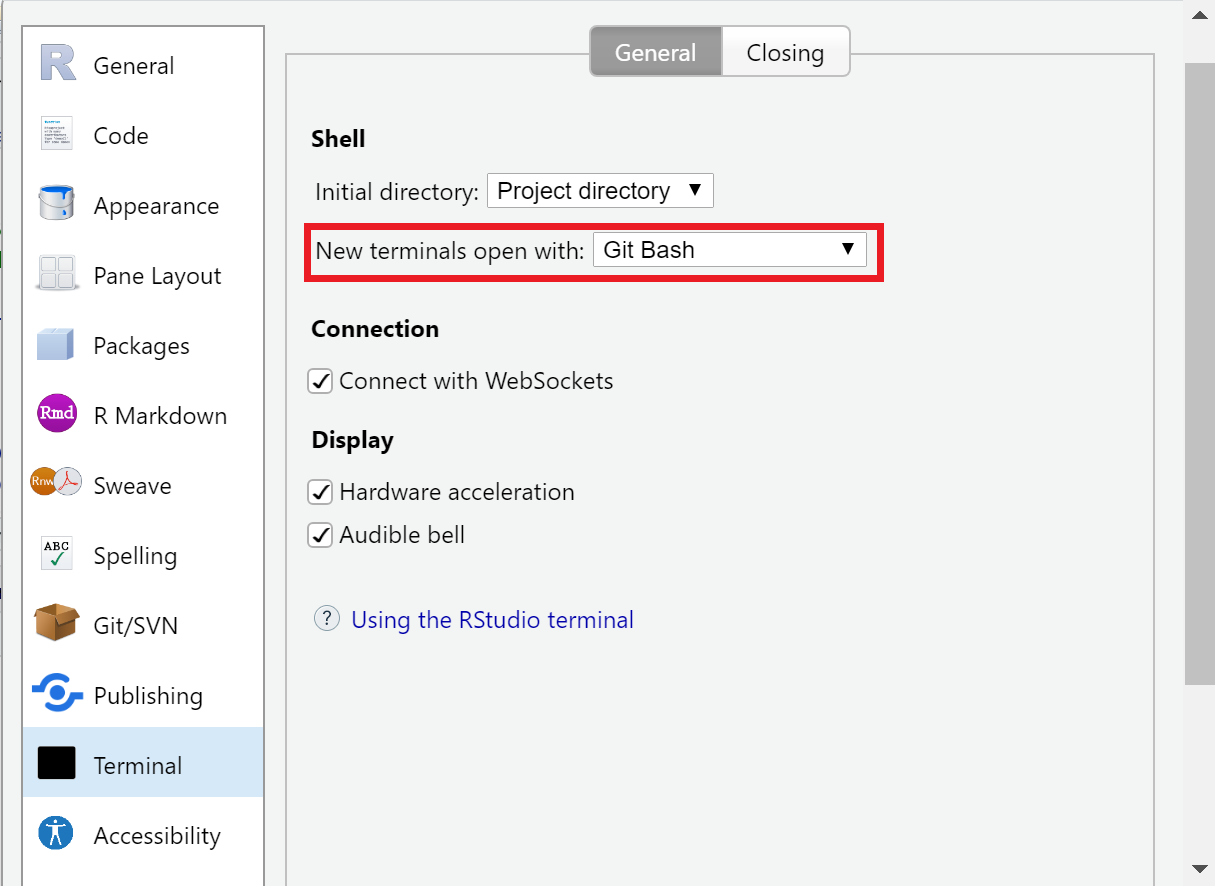 General
Code
Appearance
Pane Layout
Packages
Rmd
R Markdown
Rnw
Sweave
ABC
Spelling
Git/SVN
Publishing
Terminal
Accessibility
General
Closing
Shell
Initial directory: Project directory
New terminals open with: Git Bash
Connection
Connect with WebSockets
Display
Hardware acceleration
Audible bell
? Using the RStudio terminal